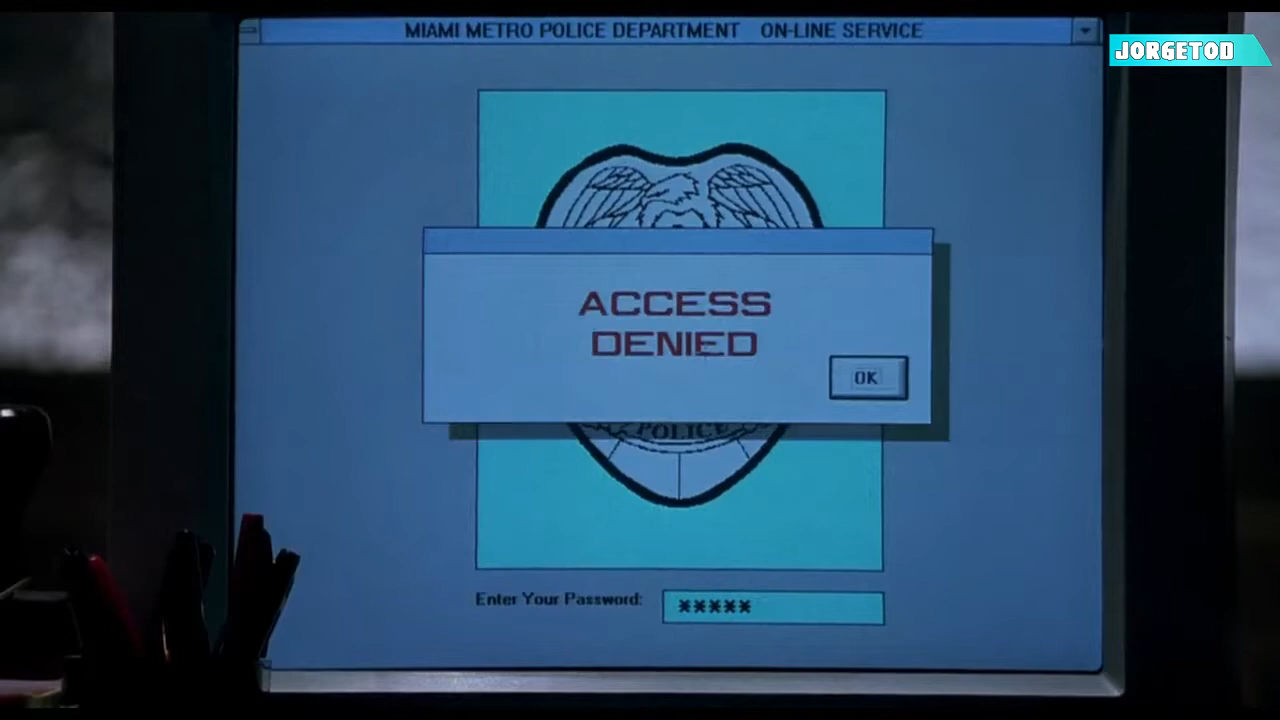 MIAMI METRO POLICE DEPARTMENT ON-LINE SERVICE
JORGETOD
ACCESS
DENIED
OK
POLICE
Enter Your Password:
*****